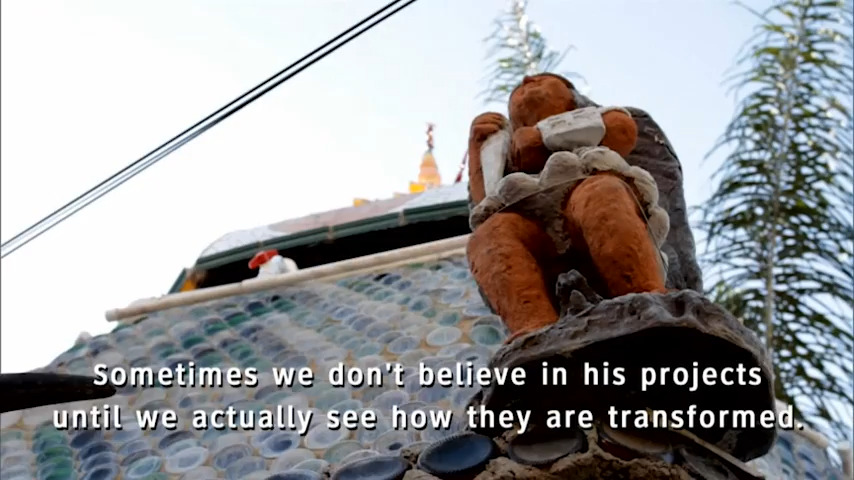 Sometimes we don't believe in his projects
until we actually see how they are transformed.